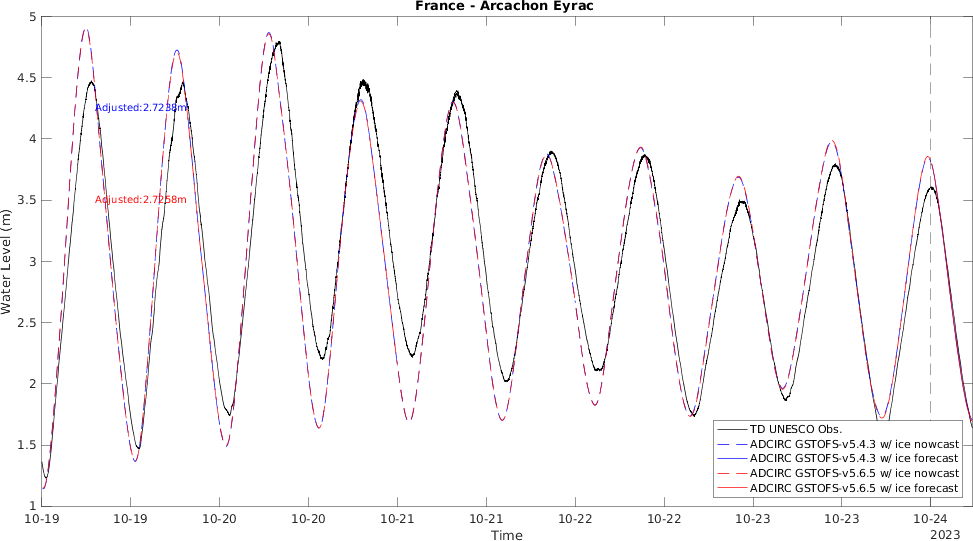 France - Arcachon Eyrac
5
4.5
Adjusted:2.7238m
4
Adjusted:2.7258m
3.5
3
Water Level (m)
2.5
2
1.5
1
TD UNESCO Obs.
ADCIRC GSTOFS-v5.4.3 w/ ice nowcast
ADCIRC GSTOFS-v5.4.3 w/ ice forecast
ADCIRC GSTOFS-v5.6.5 w/ ice nowcast
ADCIRC GSTOFS-v5.6.5 w/ ice forecast
10-19 10-19 10-20 10-20 10-21 10-21 10-22 10-22 10-23 10-23 10-24
2023
Time